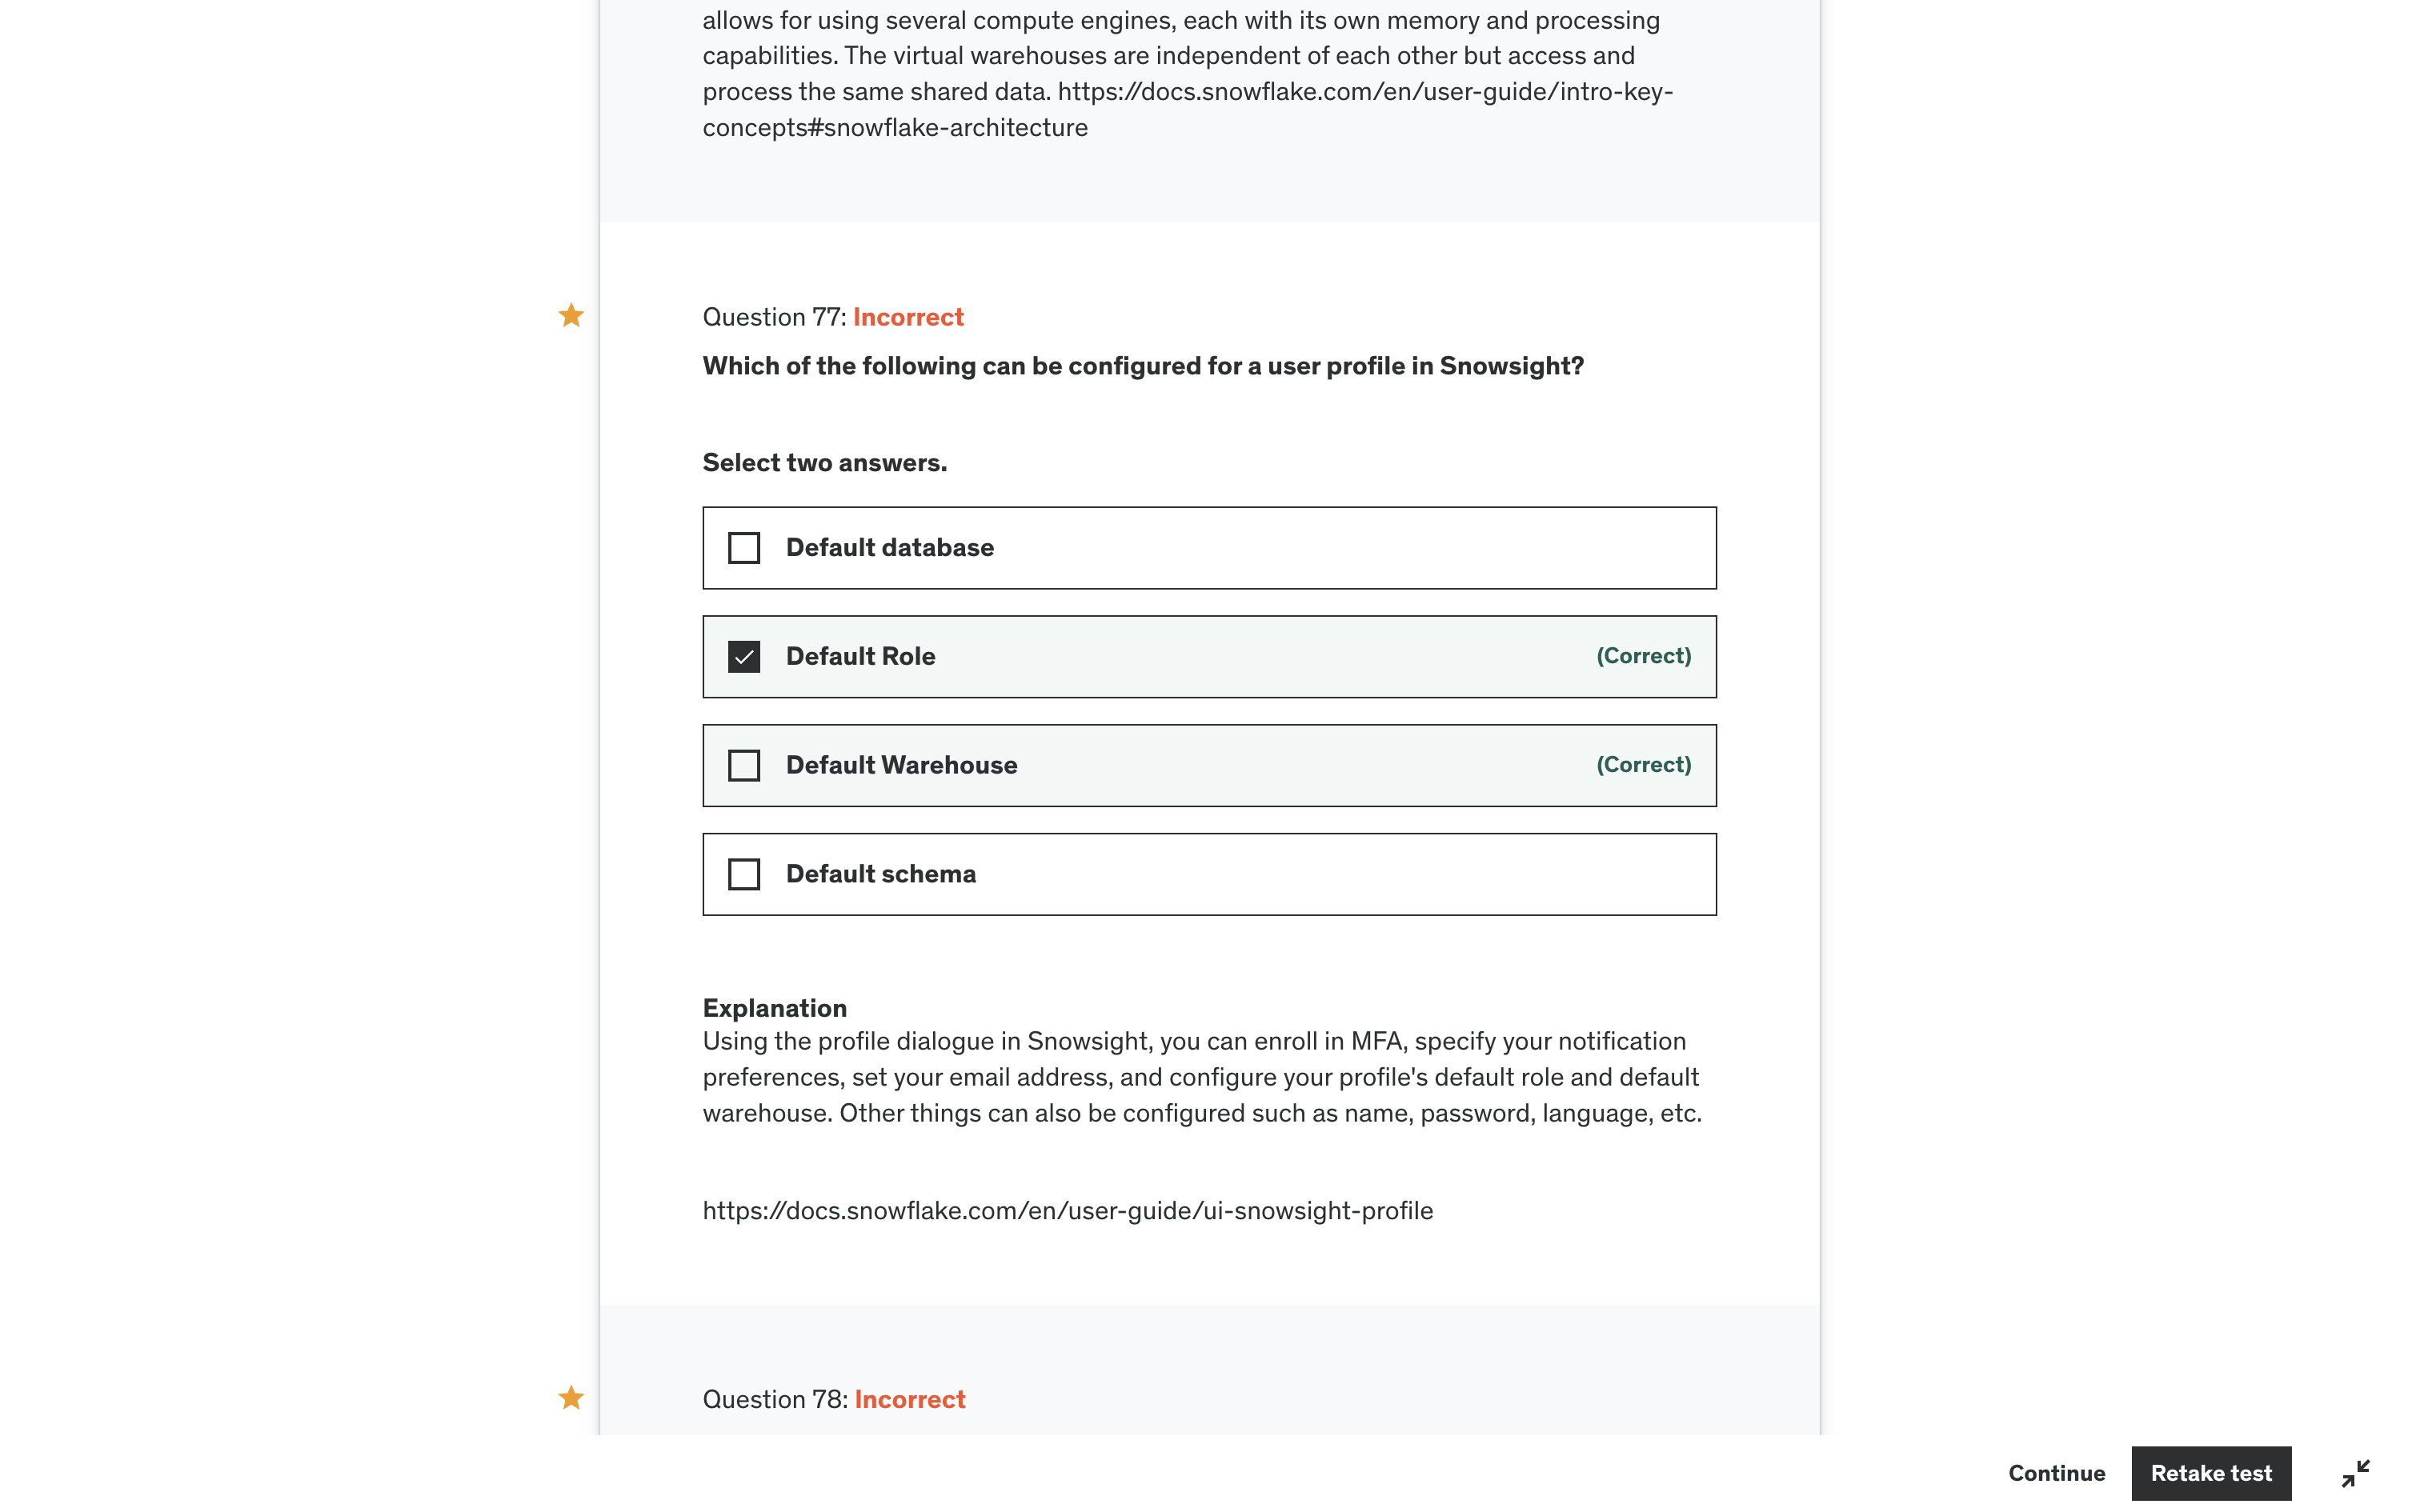 allows for using several compute engines, each with its own memory and processing
capabilities. The virtual warehouses are independent of each other but access and
process the same shared data. https://docs.snowflake.com/en/user-guide/intro-key-
concepts#snowflake-architecture
Question 77: Incorrect
Which of the following can be configured for a user profile in Snowsight?
Select two answers.
Default database
Default Role (Correct)
Default Warehouse (Correct)
Default schema
Explanation
Using the profile dialogue in Snowsight, you can enroll in MFA, specify your notification
preferences, set your email address, and configure your profile's default role and default
warehouse. Other things can also be configured such as name, password, language, etc.
https://docs.snowflake.com/en/user-guide/ui-snowsight-profile
Question 78: Incorrect
Continue Retake test